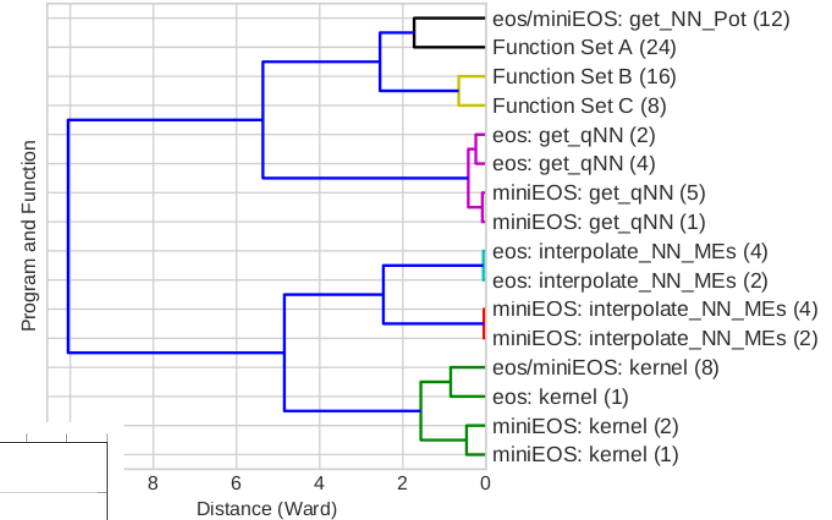 eos/miniEOS: get_NN_Pot (12)
Function Set A (24)
Function Set B (16)
Function Set C (8)
eos: get_qNN (2)
eos: get_qNN (4)
miniEOS: get_qNN (5)
miniEOS: get_qNN (1)
eos: interpolate_NN_MEs (4)
eos: interpolate_NN_MEs (2)
miniEOS: interpolate_NN_MEs (4)
miniEOS: interpolate_NN_MEs (2)
eos/miniEOS: kernel (8)
eos: kernel (1)
miniEOS: kernel (2)
miniEOS: kernel (1)
Program and Function
8 6 4 2 0
Distance (Ward)